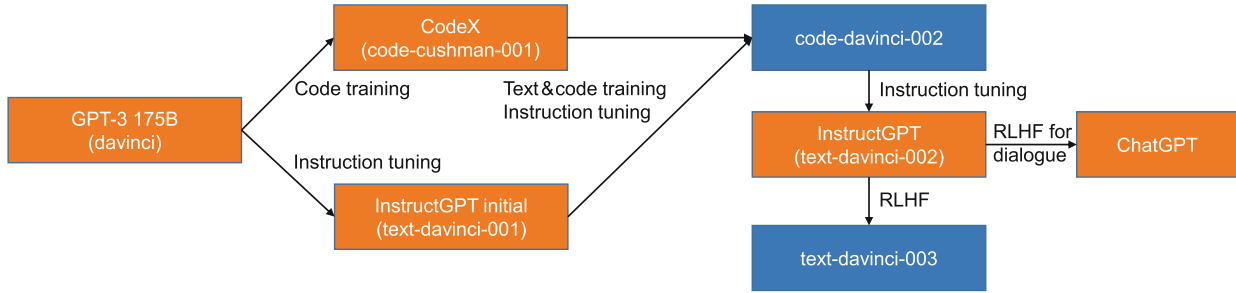 CodeX
(code-cushman-001)
code-davinci-002
Code training
Text&code training
Instruction tuning
Instruction tuning
GPT-3 175B
(davinci)
InstructGPT
(text-davinci-002)
RLHF for
dialogue
ChatGPT
Instruction tuning
InstructGPT initial
(text-davinci-001)
RLHF
text-davinci-003